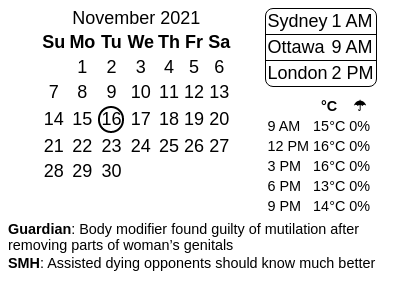 November 2021
Su Mo Tu We Th Fr Sa
1 2 3 4 5 6
7 8 9 10 11 12 13
14 15 16 17 18 19 20
21 22 23 24 25 26 27
28 29 30
Sydney 1 AM
Ottawa 9 AM
London 2 PM
°C ☂
9 AM 15°C 0%
12 PM 16°C 0%
3 PM 16°C 0%
6 PM 13°C 0%
9 PM 14°C 0%
Guardian: Body modifier found guilty of mutilation after
removing parts of woman’s genitals
SMH: Assisted dying opponents should know much better